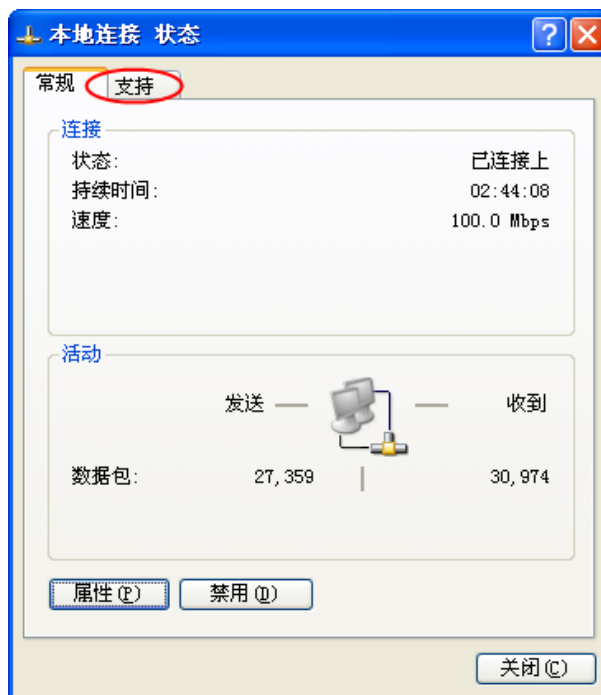 本地连接 状态
常规 支持
连接
状态: 已连接上
持续时间: 02:44:08
速度: 100.0 Mbps
活动
发送 收到
数据包: 27,359 30,974
属性(P) 禁用(D)
关闭(C)